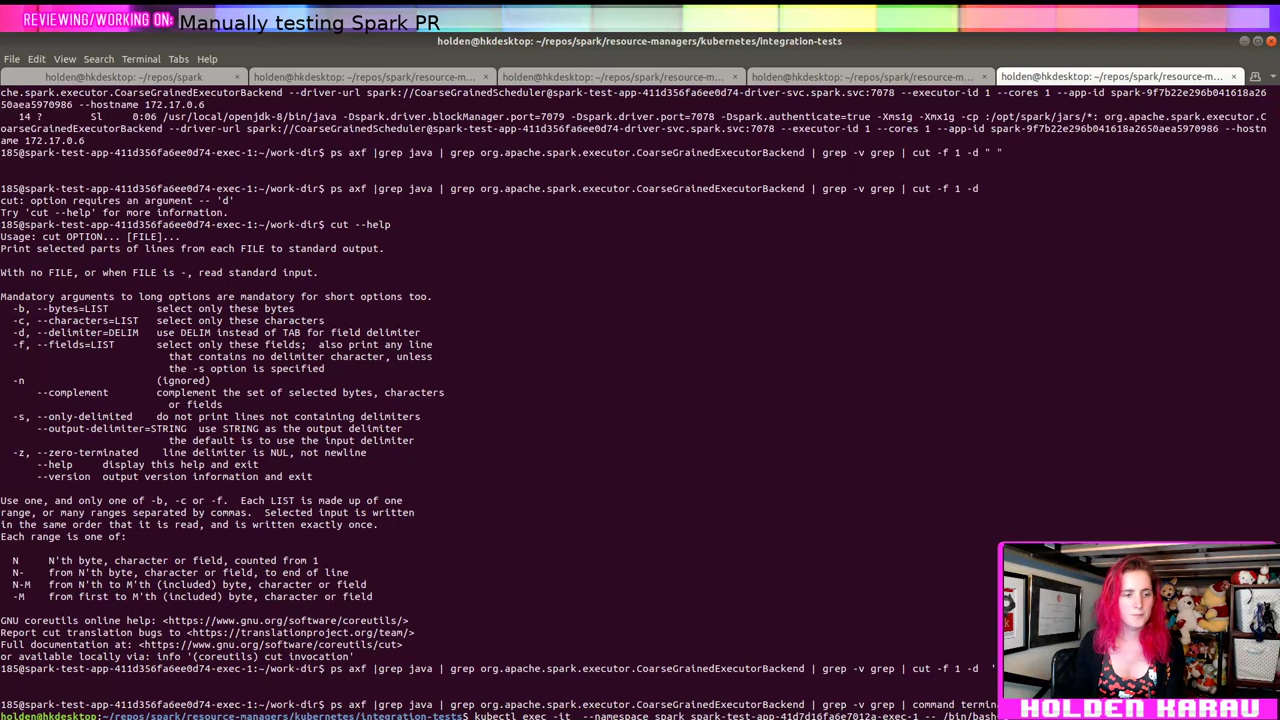 REVIEWING/WORKING ON: Manually testing Spark PR
holden@hkdesktop: ~/repos/spark/resource-managers/kubernetes/integration-tests
File Edit View Search Terminal Tabs Help
holden@hkdesktop: ~/repos/spark × holden@hkdesktop: ~/repos/spark/resource-m... × holden@hkdesktop: ~/repos/spark/resource-m... × holden@hkdesktop: ~/repos/spark/resource-m... × holden@hkdesktop: ~/repos/spark/resource-m... ×
che.spark.executor.CoarseGrainedExecutorBackend --driver-url spark://CoarseGrainedScheduler@spark-test-app-411d356fa6ee0d74-driver-svc.spark.svc:7078 --executor-id 1 --cores 1 --app-id spark-9f7b22e296b041618a26
50aea5970986 --hostname 172.17.0.6
14 ? Sl 0:06 /usr/local/openjdk-8/bin/java -Dspark.driver.blockManager.port=7079 -Dspark.driver.port=7078 -Dspark.authenticate=true -Xms1g -Xmx1g -cp :/opt/spark/jars/*: org.apache.spark.executor.C
oarseGrainedExecutorBackend --driver-url spark://CoarseGrainedScheduler@spark-test-app-411d356fa6ee0d74-driver-svc.spark.svc:7078 --executor-id 1 --cores 1 --app-id spark-9f7b22e296b041618a2650aea5970986 --hostn
ame 172.17.0.6
185@spark-test-app-411d356fa6ee0d74-exec-1:~/work-dir$ ps axf |grep java | grep org.apache.spark.executor.CoarseGrainedExecutorBackend | grep -v grep | cut -f 1 -d " "
185@spark-test-app-411d356fa6ee0d74-exec-1:~/work-dir$ ps axf |grep java | grep org.apache.spark.executor.CoarseGrainedExecutorBackend | grep -v grep | cut -f 1 -d
cut: option requires an argument -- 'd'
Try 'cut --help' for more information.
185@spark-test-app-411d356fa6ee0d74-exec-1:~/work-dir$ cut --help
Usage: cut OPTION... [FILE]...
Print selected parts of lines from each FILE to standard output.
With no FILE, or when FILE is -, read standard input.
Mandatory arguments to long options are mandatory for short options too.
-b, --bytes=LIST select only these bytes
-c, --characters=LIST select only these characters
-d, --delimiter=DELIM use DELIM instead of TAB for field delimiter
-f, --fields=LIST select only these fields; also print any line
that contains no delimiter character, unless
the -s option is specified
-n (ignored)
--complement complement the set of selected bytes, characters
or fields
-s, --only-delimited do not print lines not containing delimiters
--output-delimiter=STRING use STRING as the output delimiter
the default is to use the input delimiter
-z, --zero-terminated line delimiter is NUL, not newline
--help display this help and exit
--version output version information and exit
Use one, and only one of -b, -c or -f. Each LIST is made up of one
range, or many ranges separated by commas. Selected input is written
in the same order that it is read, and is written exactly once.
Each range is one of:
N N'th byte, character or field, counted from 1
N- from N'th byte, character or field, to end of line
N-M from N'th to M'th (included) byte, character or field
-M from first to M'th (included) byte, character or field
GNU coreutils online help: <https://www.gnu.org/software/coreutils/>
Report cut translation bugs to <https://translationproject.org/team/>
Full documentation at: <https://www.gnu.org/software/coreutils/cut>
or available locally via: info '(coreutils) cut invocation'
185@spark-test-app-411d356fa6ee0d74-exec-1:~/work-dir$ ps axf |grep java | grep org.apache.spark.executor.CoarseGrainedExecutorBackend | grep -v grep | cut -f 1 -d '
185@spark-test-app-411d356fa6ee0d74-exec-1:~/work-dir$ ps axf |grep java | grep org.apache.spark.executor.CoarseGrainedExecutorBackend | grep -v grep | command termin
holden@hkdesktop:~/repos/spark/resource-managers/kubernetes/integration-tests$ kubectl exec -it --namespace spark spark-test-app-41d7d16fa6e7012a-exec-1 -- /bin/bash
HOLDEN KARAU